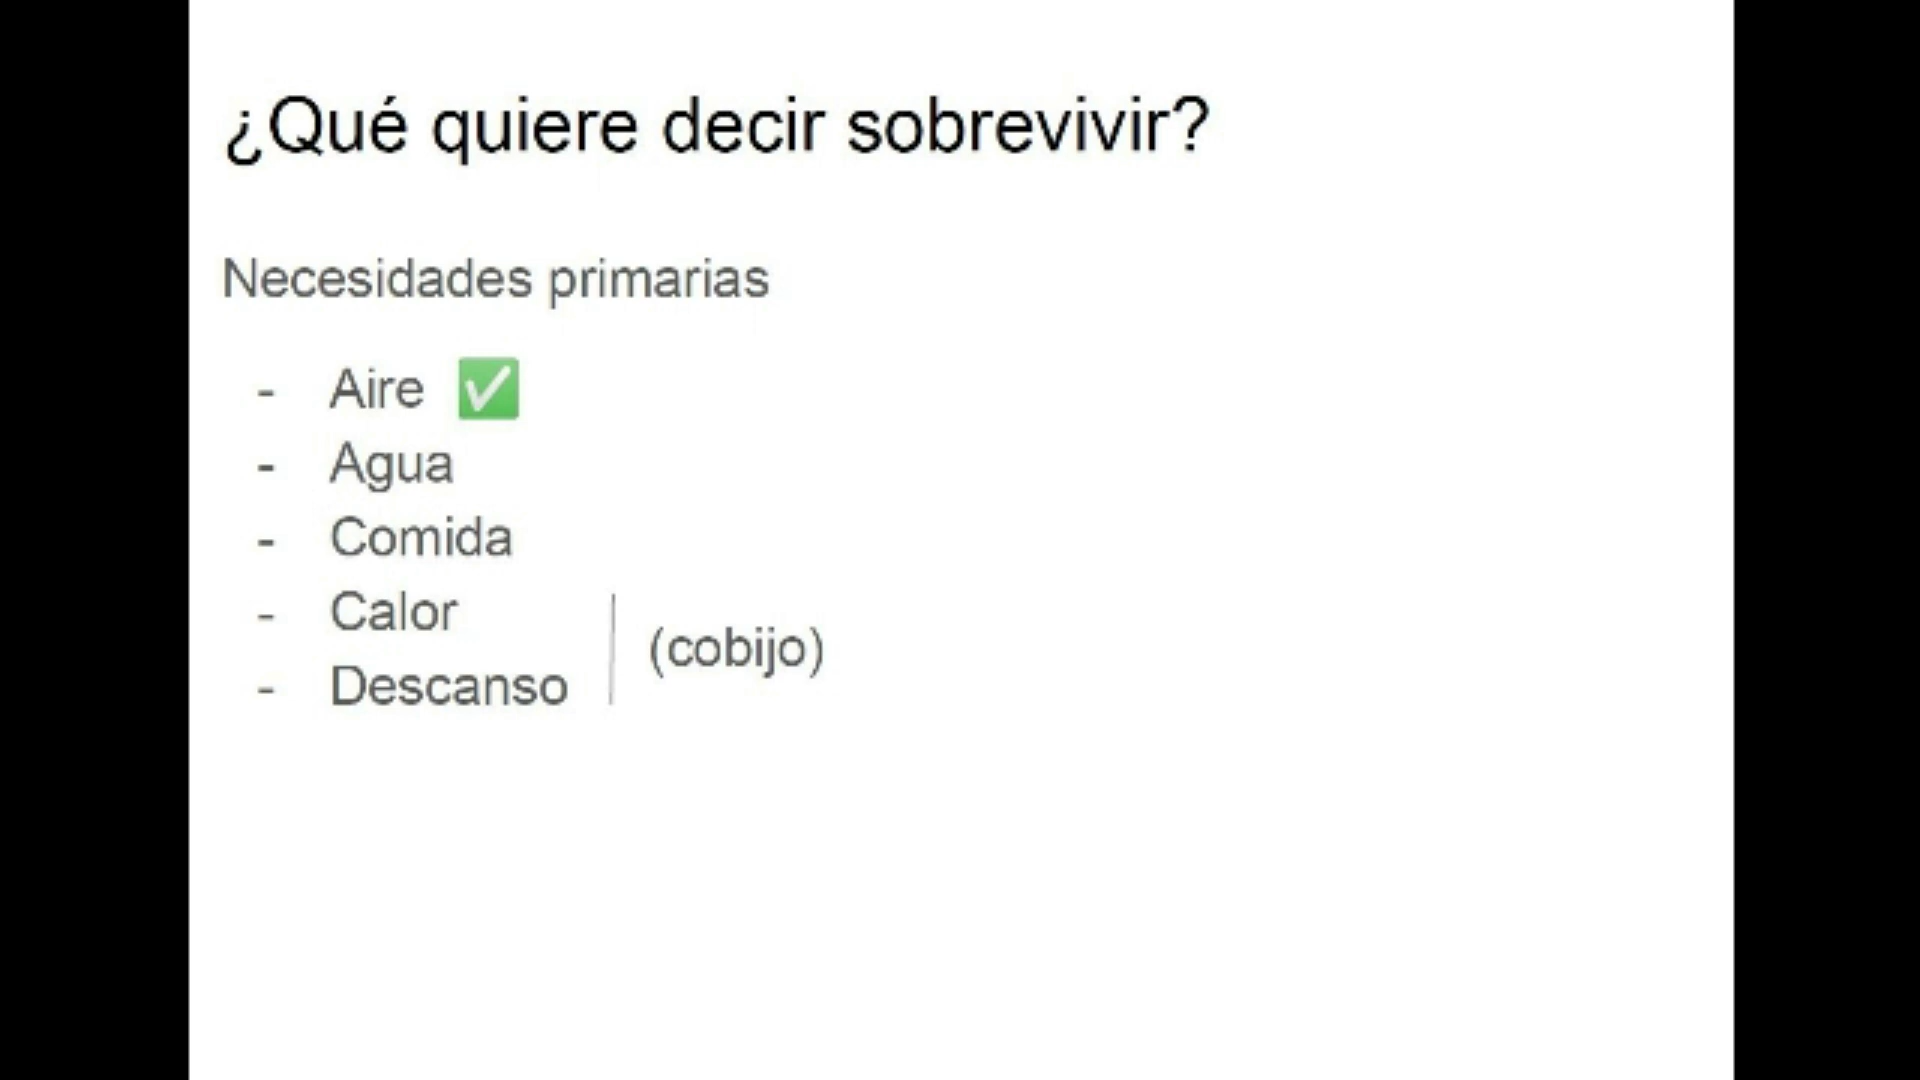 ¿Qué quiere decir sobrevivir?
Necesidades primarias
- Aire ✅
- Agua
- Comida
- Calor
- Descanso
(cobijo)